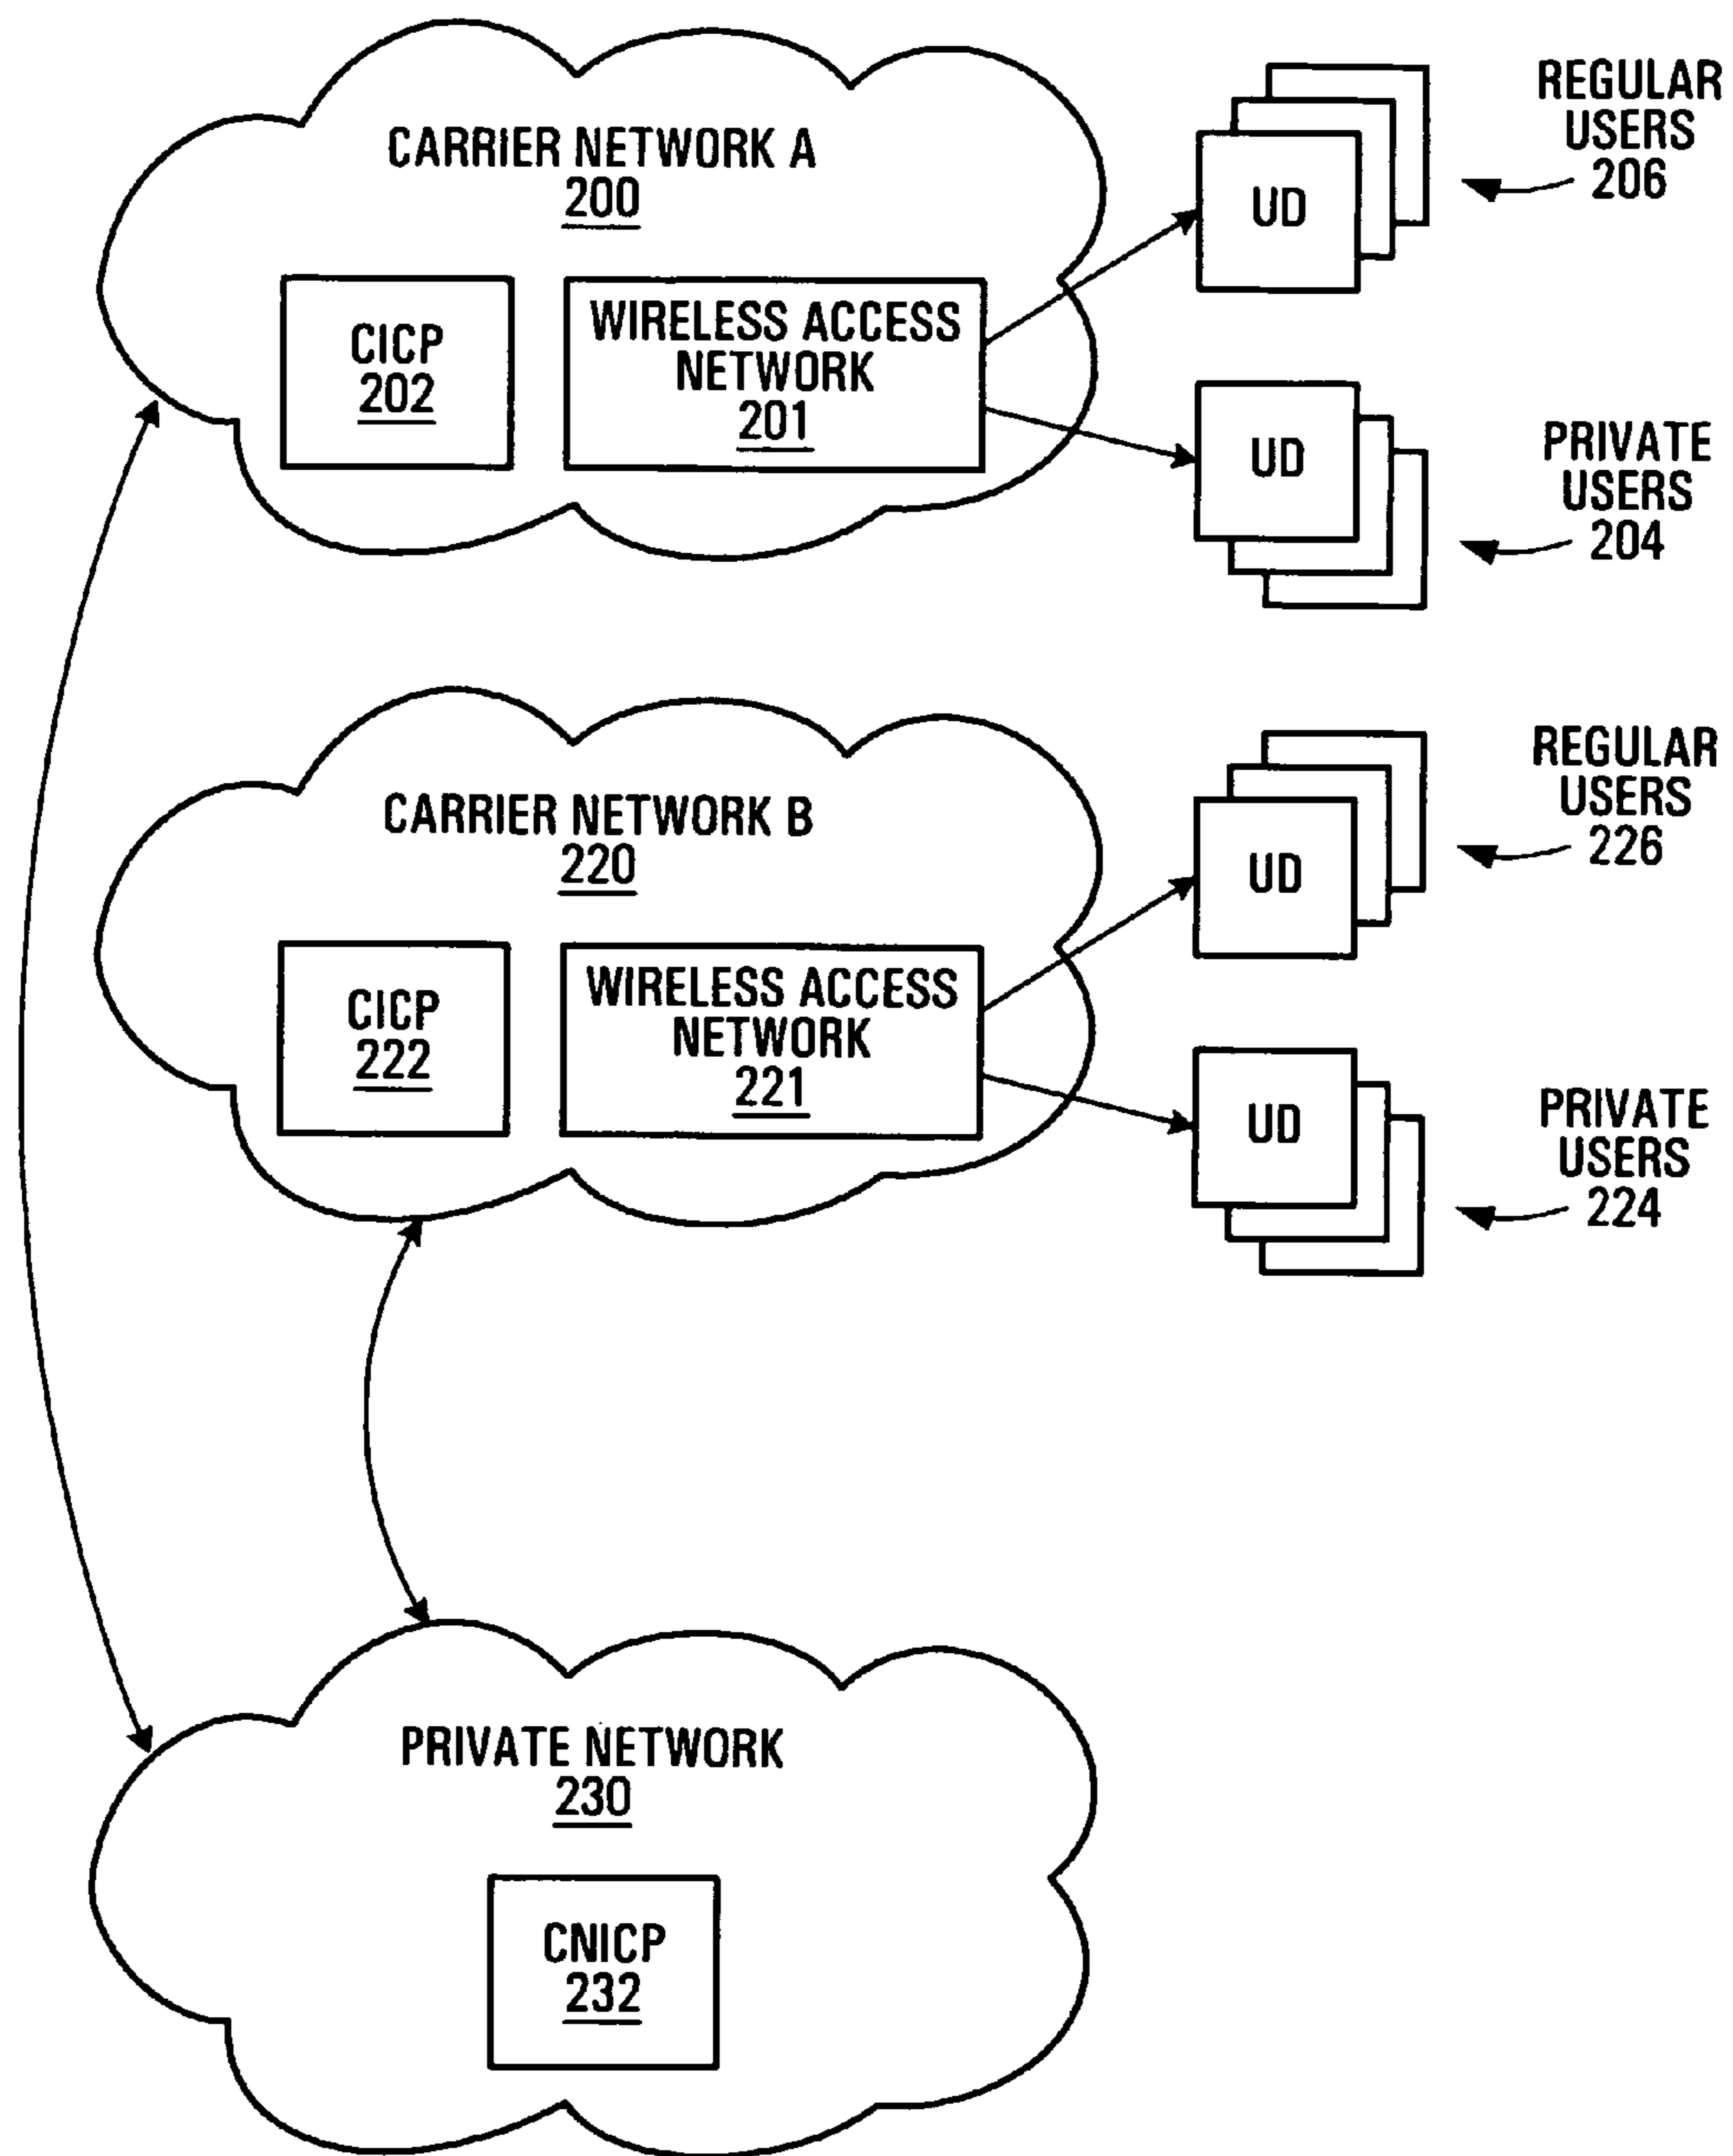 CARRIER NETWORK A
200
CICP
202
WIRELESS ACCESS
NETWORK
201
UD
REGULAR
USERS
206
UD
PRIVATE
USERS
204
CARRIER NETWORK B
220
CICP
222
WIRELESS ACCESS
NETWORK
221
UD
REGULAR
USERS
226
UD
PRIVATE
USERS
224
PRIVATE NETWORK
230
CNICP
232